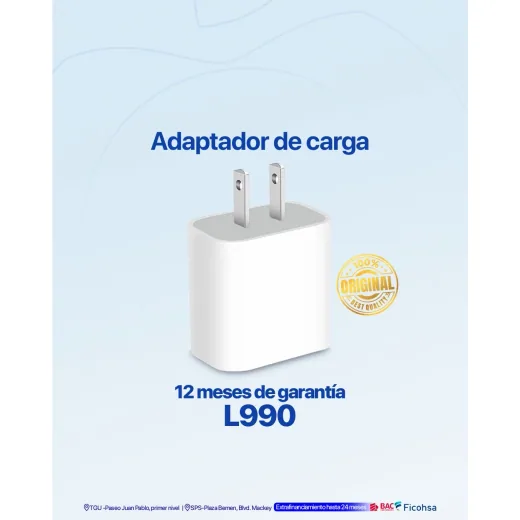 Adaptador de carga
100%
ORIGINAL
BEST QUALITY
12 meses de garantía
L990
TGU -Paseo Juan Pablo, primer nivel | SPS-Plaza Bemen, Blvd. Mackey Extrafinanciamiento hasta 24 meses BAC Ficohsa